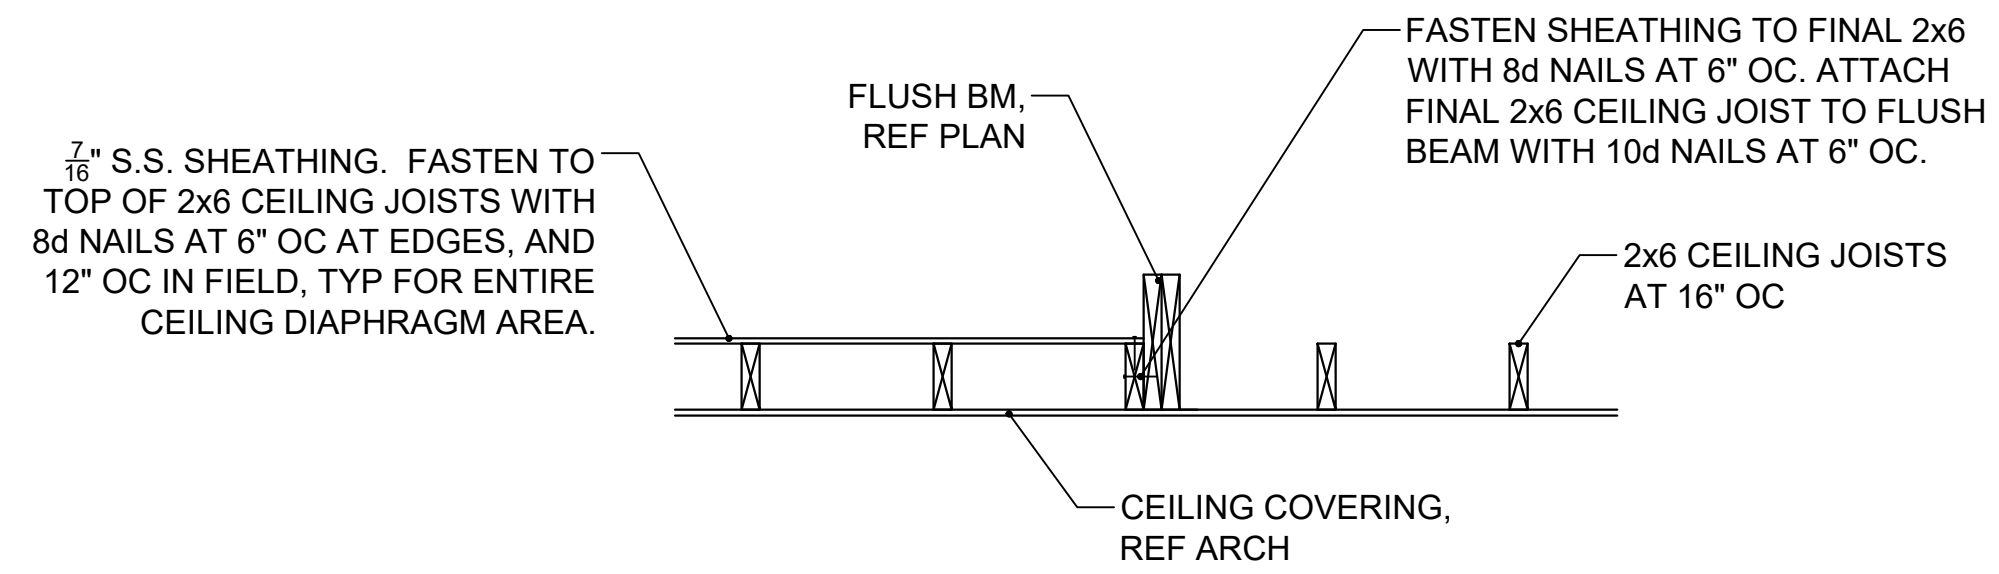 FASTEN SHEATHING TO FINAL 2x6
WITH 8d NAILS AT 6" OC. ATTACH
FINAL 2x6 CEILING JOIST TO FLUSH
BEAM WITH 10d NAILS AT 6" OC.
FLUSH BM,
REF PLAN
7/16" S.S. SHEATHING. FASTEN TO
TOP OF 2x6 CEILING JOISTS WITH
8d NAILS AT 6" OC AT EDGES, AND
12" OC IN FIELD, TYP FOR ENTIRE
CEILING DIAPHRAGM AREA.
2x6 CEILING JOISTS
AT 16" OC
CEILING COVERING,
REF ARCH